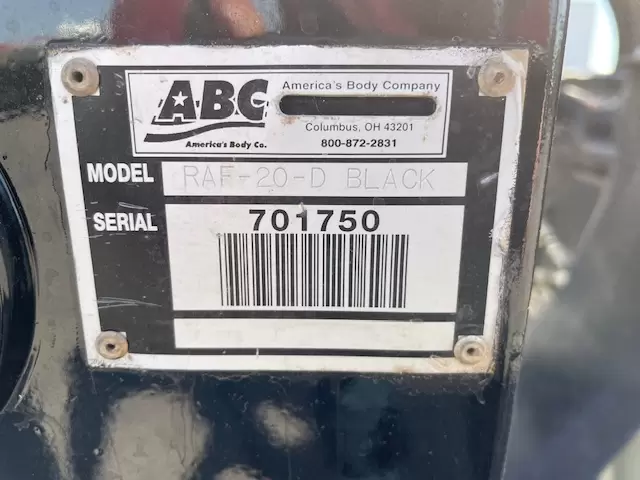 ABC
America's Body Co.
America's Body Company
Columbus, OH 43201
800-872-2831
MODEL RAF-20-D BLACK
SERIAL 701750